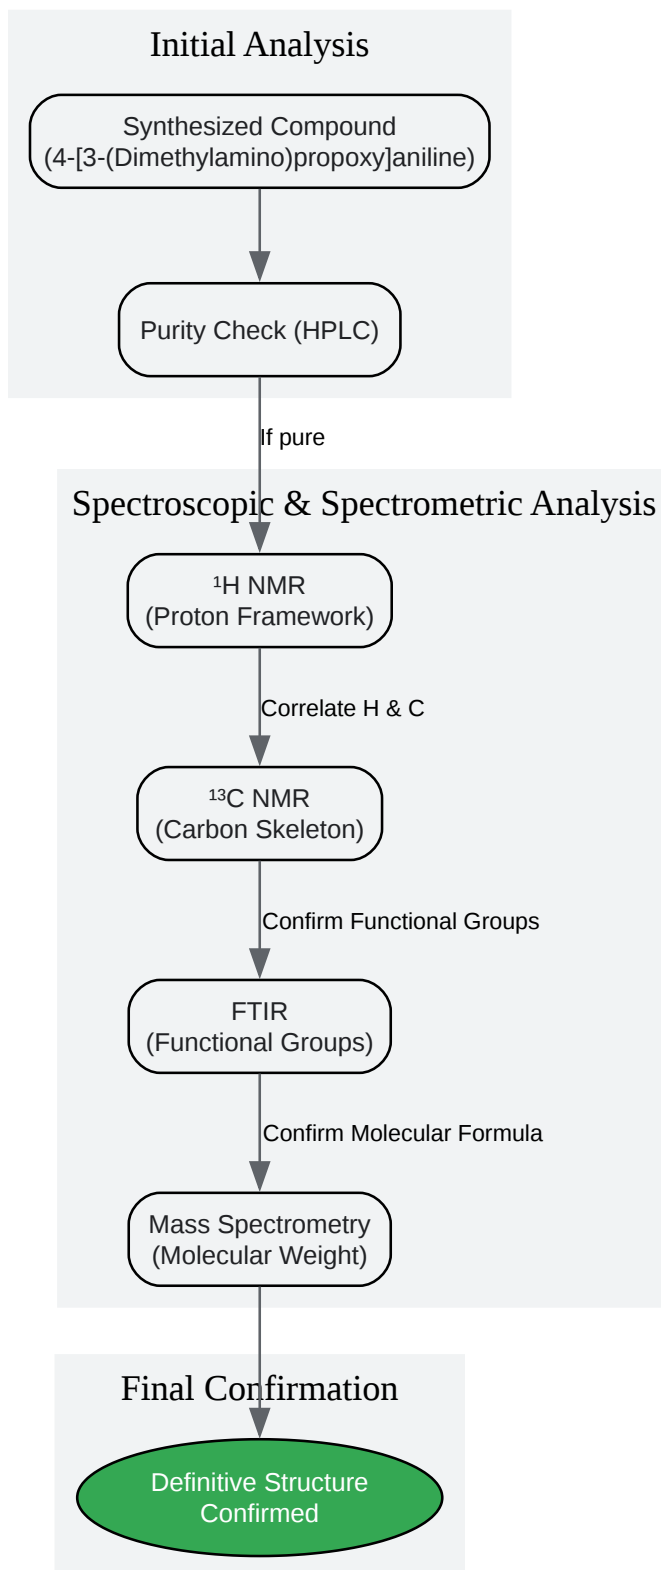 Initial Analysis
Synthesized Compound
(4-[3-(Dimethylamino)propoxy]aniline)
Purity Check (HPLC)
If pure
Spectroscopic & Spectrometric Analysis
¹H NMR
(Proton Framework)
Correlate H & C
¹³C NMR
(Carbon Skeleton)
Confirm Functional Groups
FTIR
(Functional Groups)
Confirm Molecular Formula
Mass Spectrometry
(Molecular Weight)
Final Confirmation
Definitive Structure
Confirmed